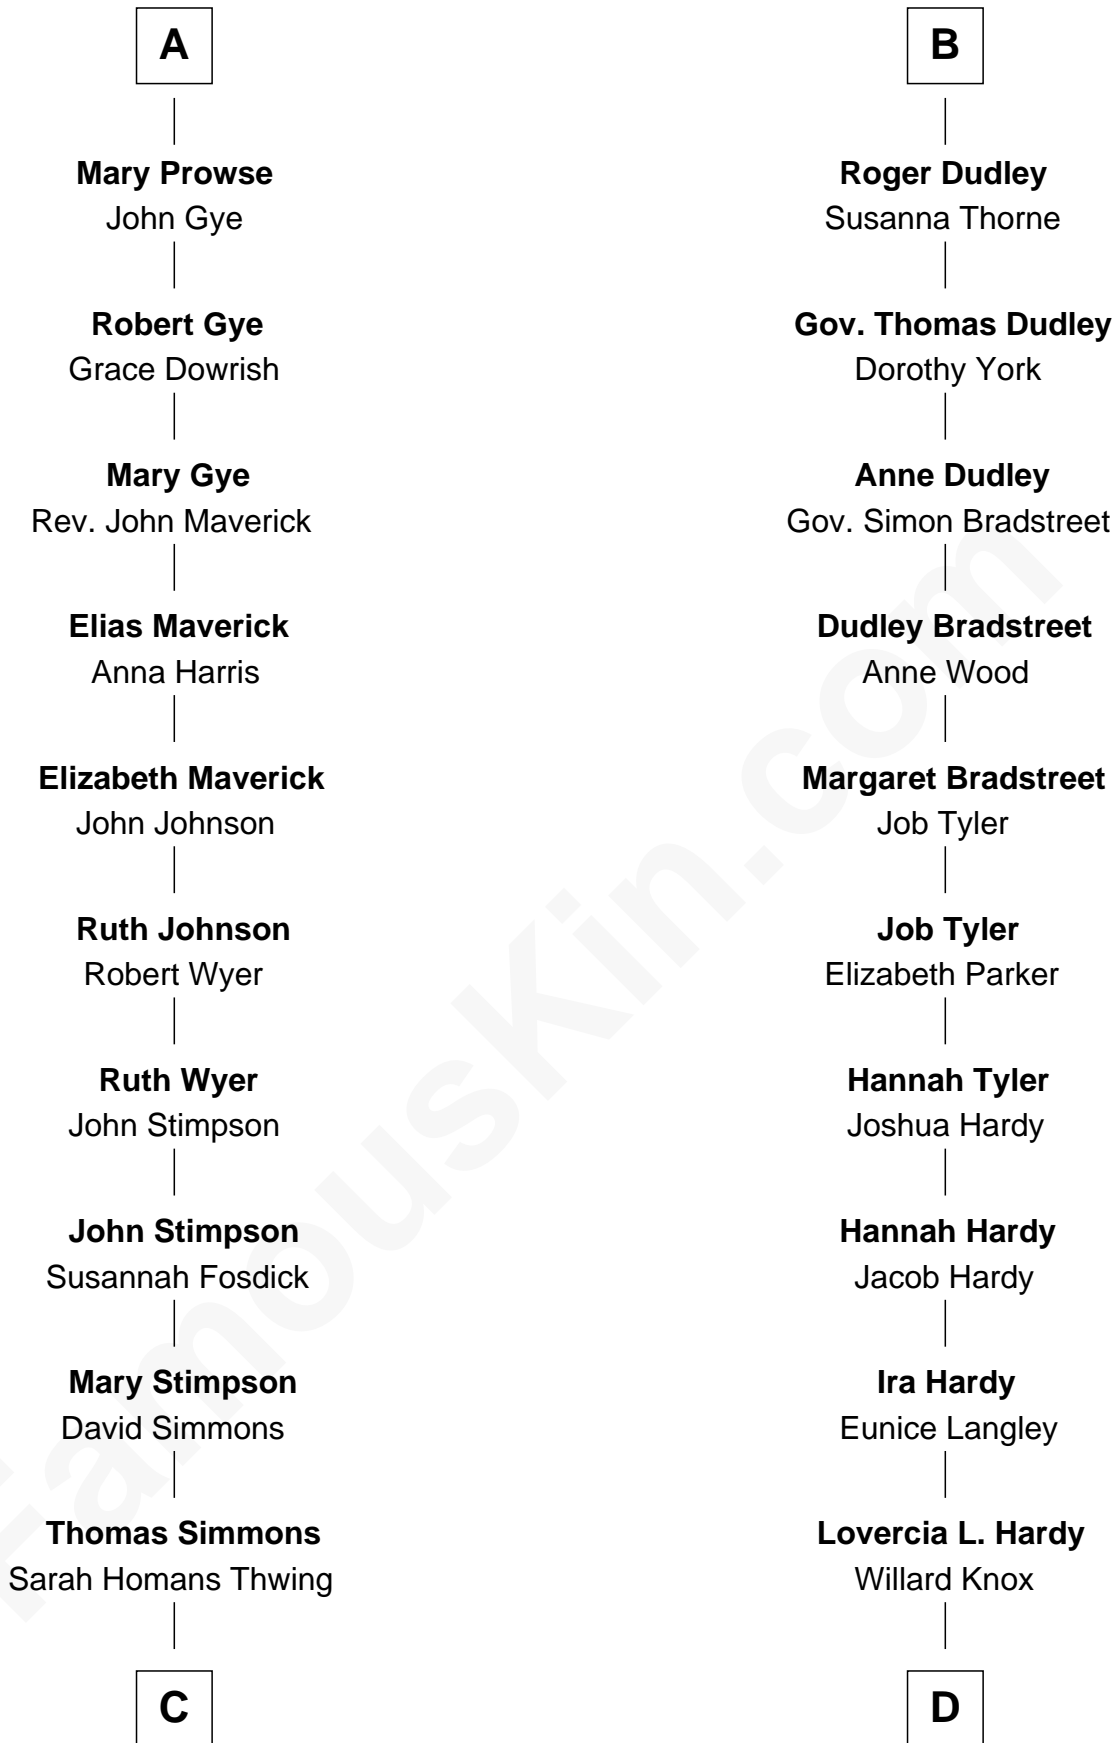 A
Mary Prowse
John Gye
Robert Gye
Grace Dowrish
Mary Gye
Rev. John Maverick
Elias Maverick
Anna Harris
Elizabeth Maverick
John Johnson
Ruth Johnson
Robert Wyer
Ruth Wyer
John Stimpson
John Stimpson
Susannah Fosdick
Mary Stimpson
David Simmons
Thomas Simmons
Sarah Homans Thwing
C
B
Roger Dudley
Susanna Thorne
Gov. Thomas Dudley
Dorothy York
Anne Dudley
Gov. Simon Bradstreet
Dudley Bradstreet
Anne Wood
Margaret Bradstreet
Job Tyler
Job Tyler
Elizabeth Parker
Hannah Tyler
Joshua Hardy
Hannah Hardy
Jacob Hardy
Ira Hardy
Eunice Langley
Lovercia L. Hardy
Willard Knox
D
FamousKin.com